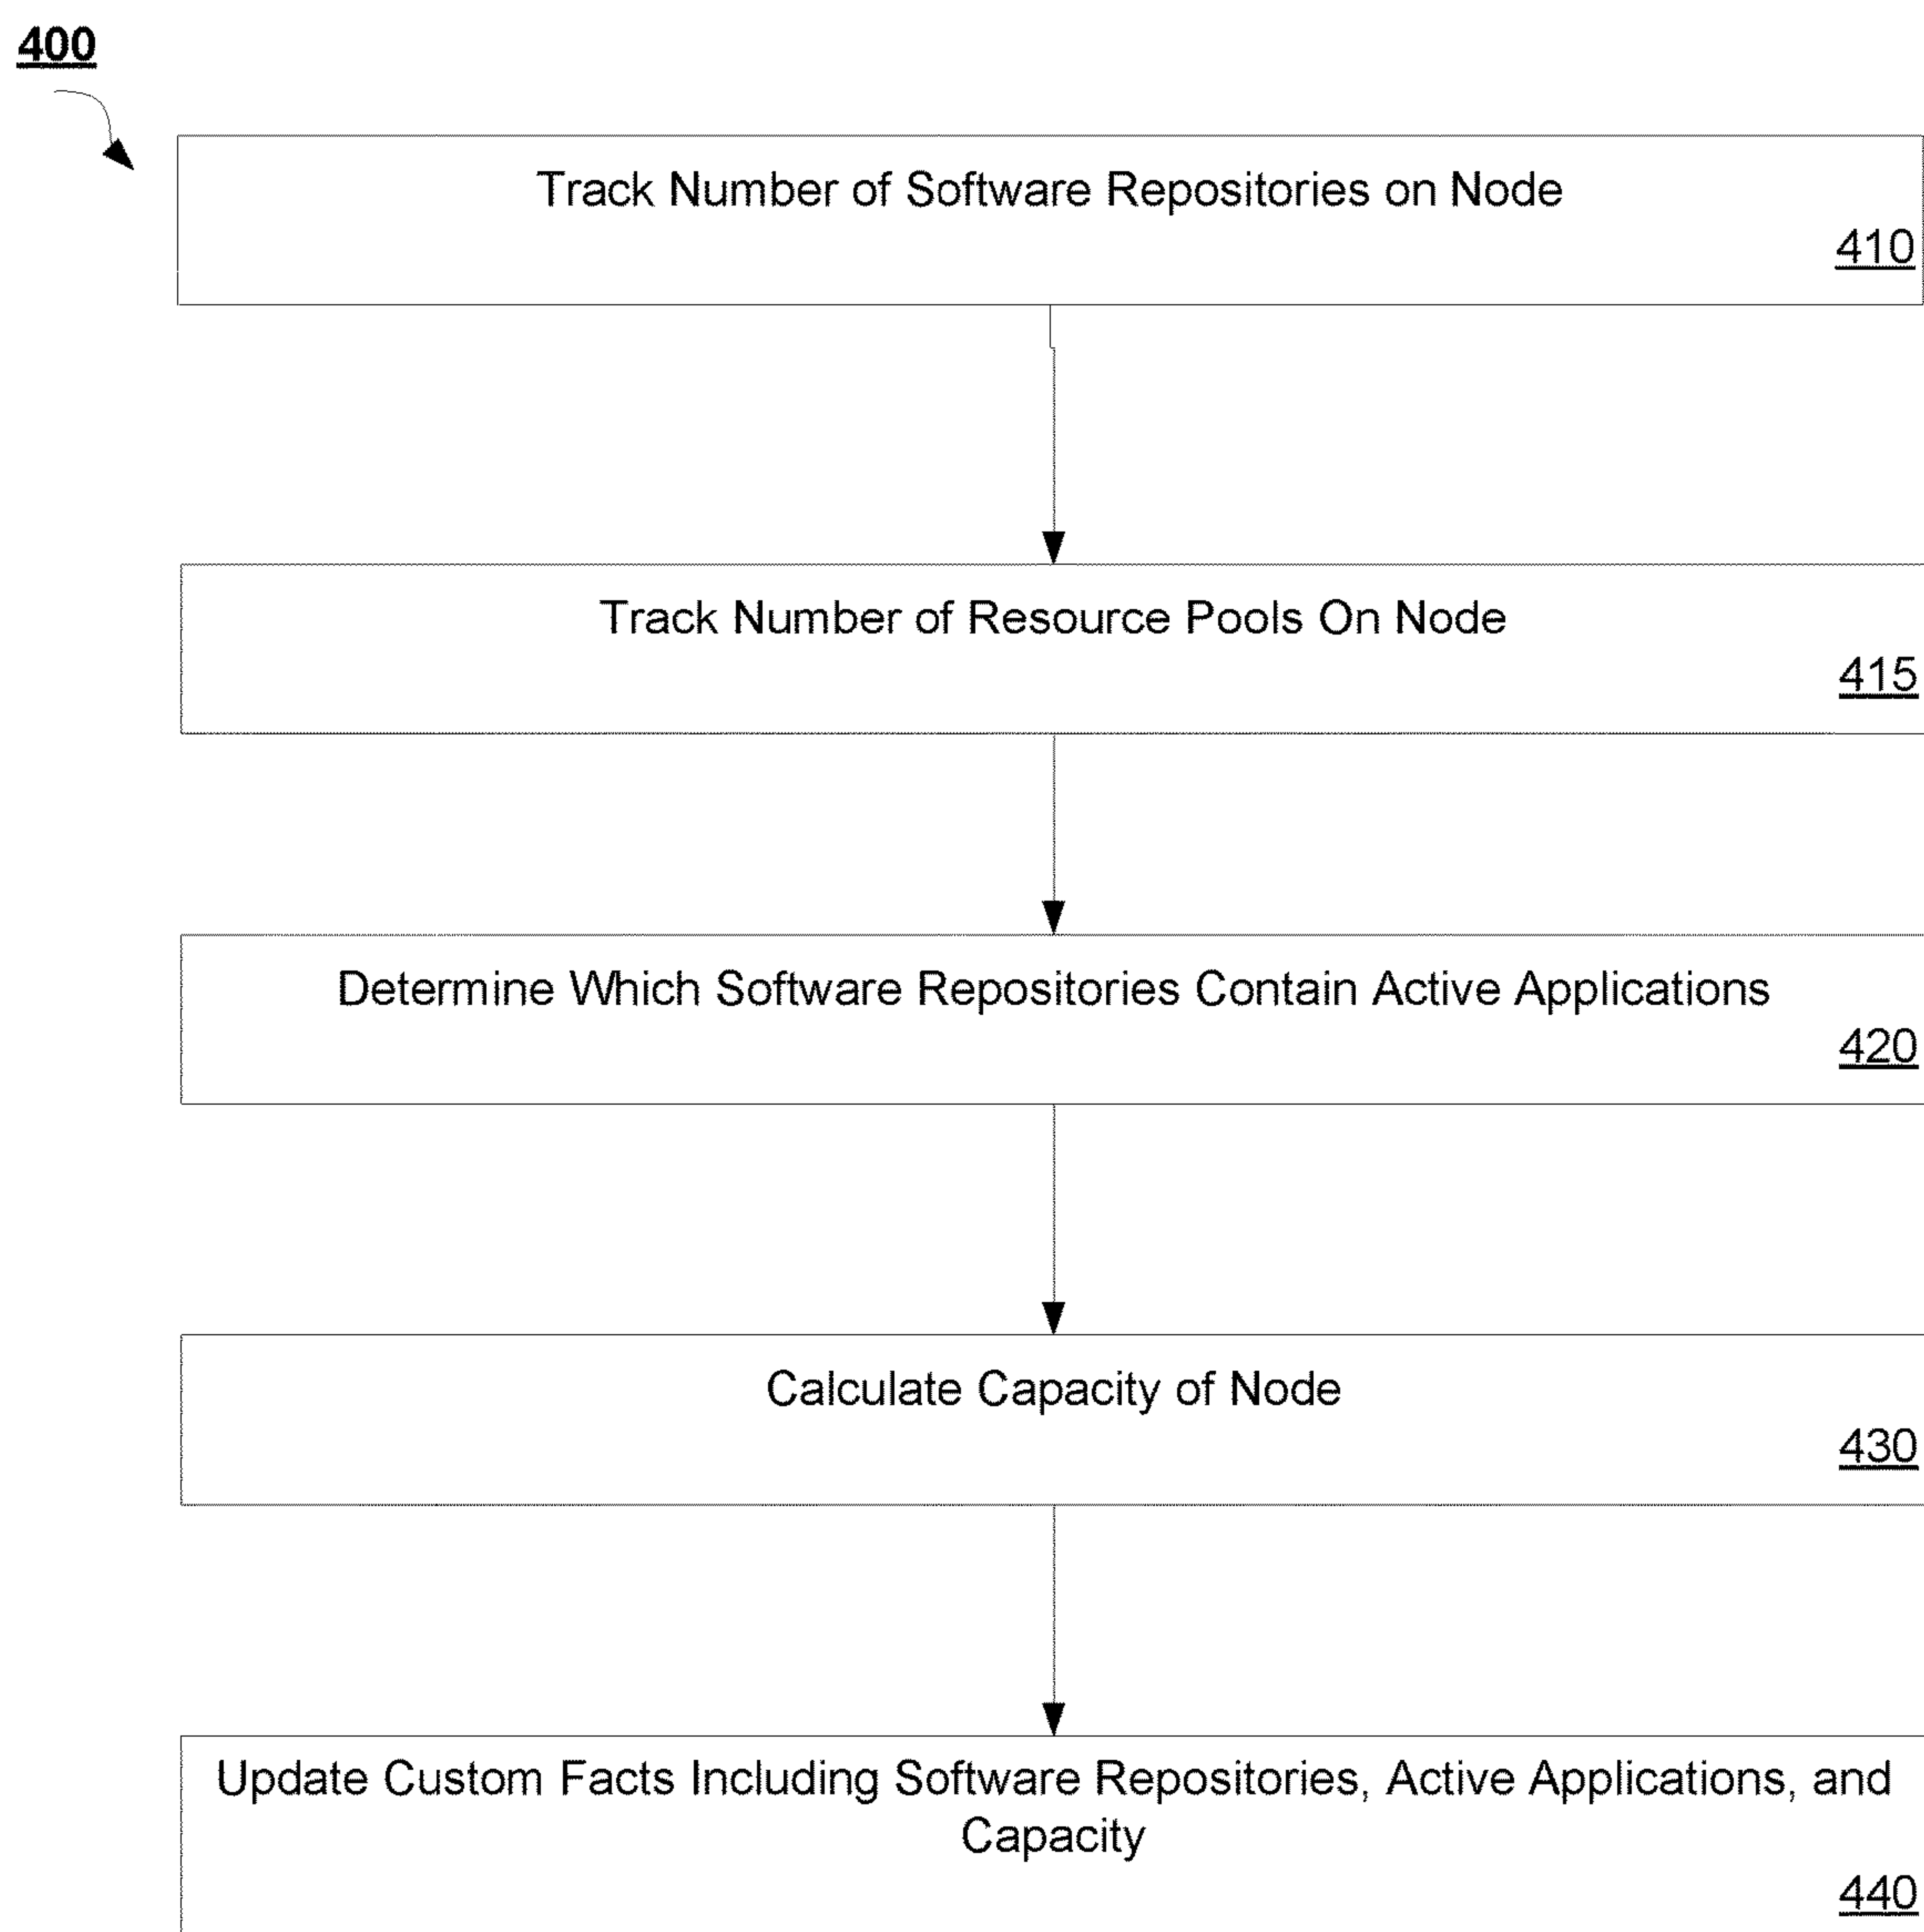 400
Track Number of Software Repositories on Node
410
Track Number of Resource Pools On Node
415
Determine Which Software Repositories Contain Active Applications
420
Calculate Capacity of Node
430
Update Custom Facts Including Software Repositories, Active Applications, and
Capacity
440